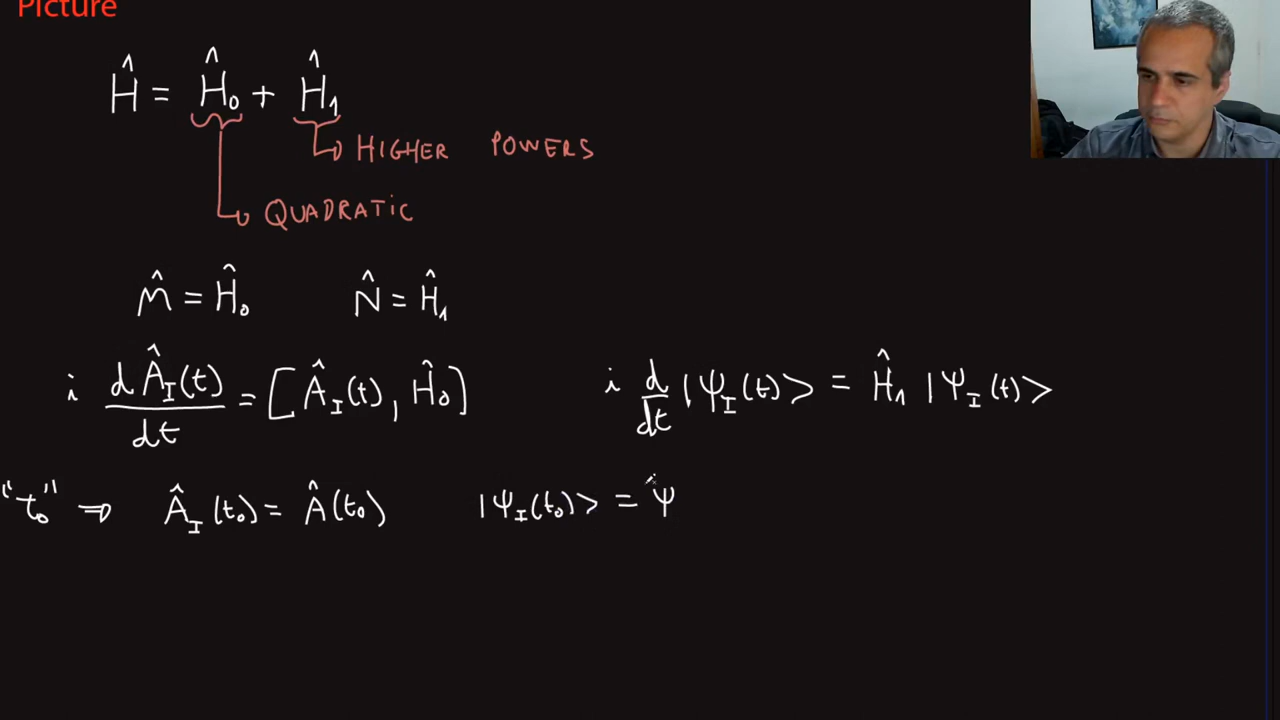 Picture
Ĥ = Ĥ₀ + Ĥ₁
HIGHER POWERS
QUADRATIC
M̂ = Ĥ₀ N̂ = Ĥ₁
i dÂ_I(t)/dt = [Â_I(t), Ĥ₀] i d/dt |Ψ_I(t)> = Ĥ₁ |Ψ_I(t)>
"t₀" ⇒ Â_I(t₀) = Â(t₀) |Ψ_I(t₀)> = Ψ